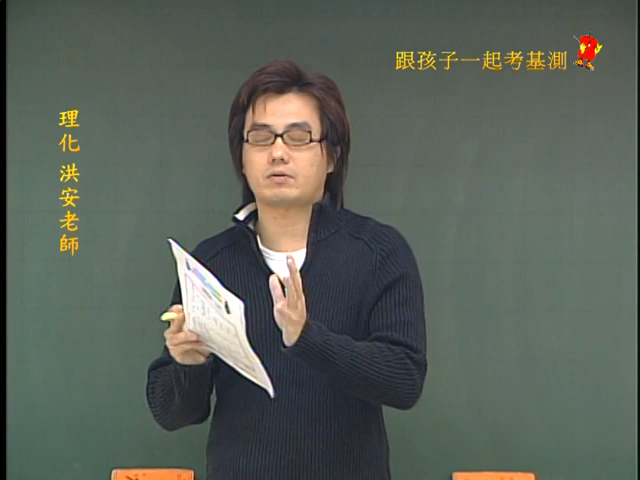 跟孩子一起考基測
理化 洪安老師